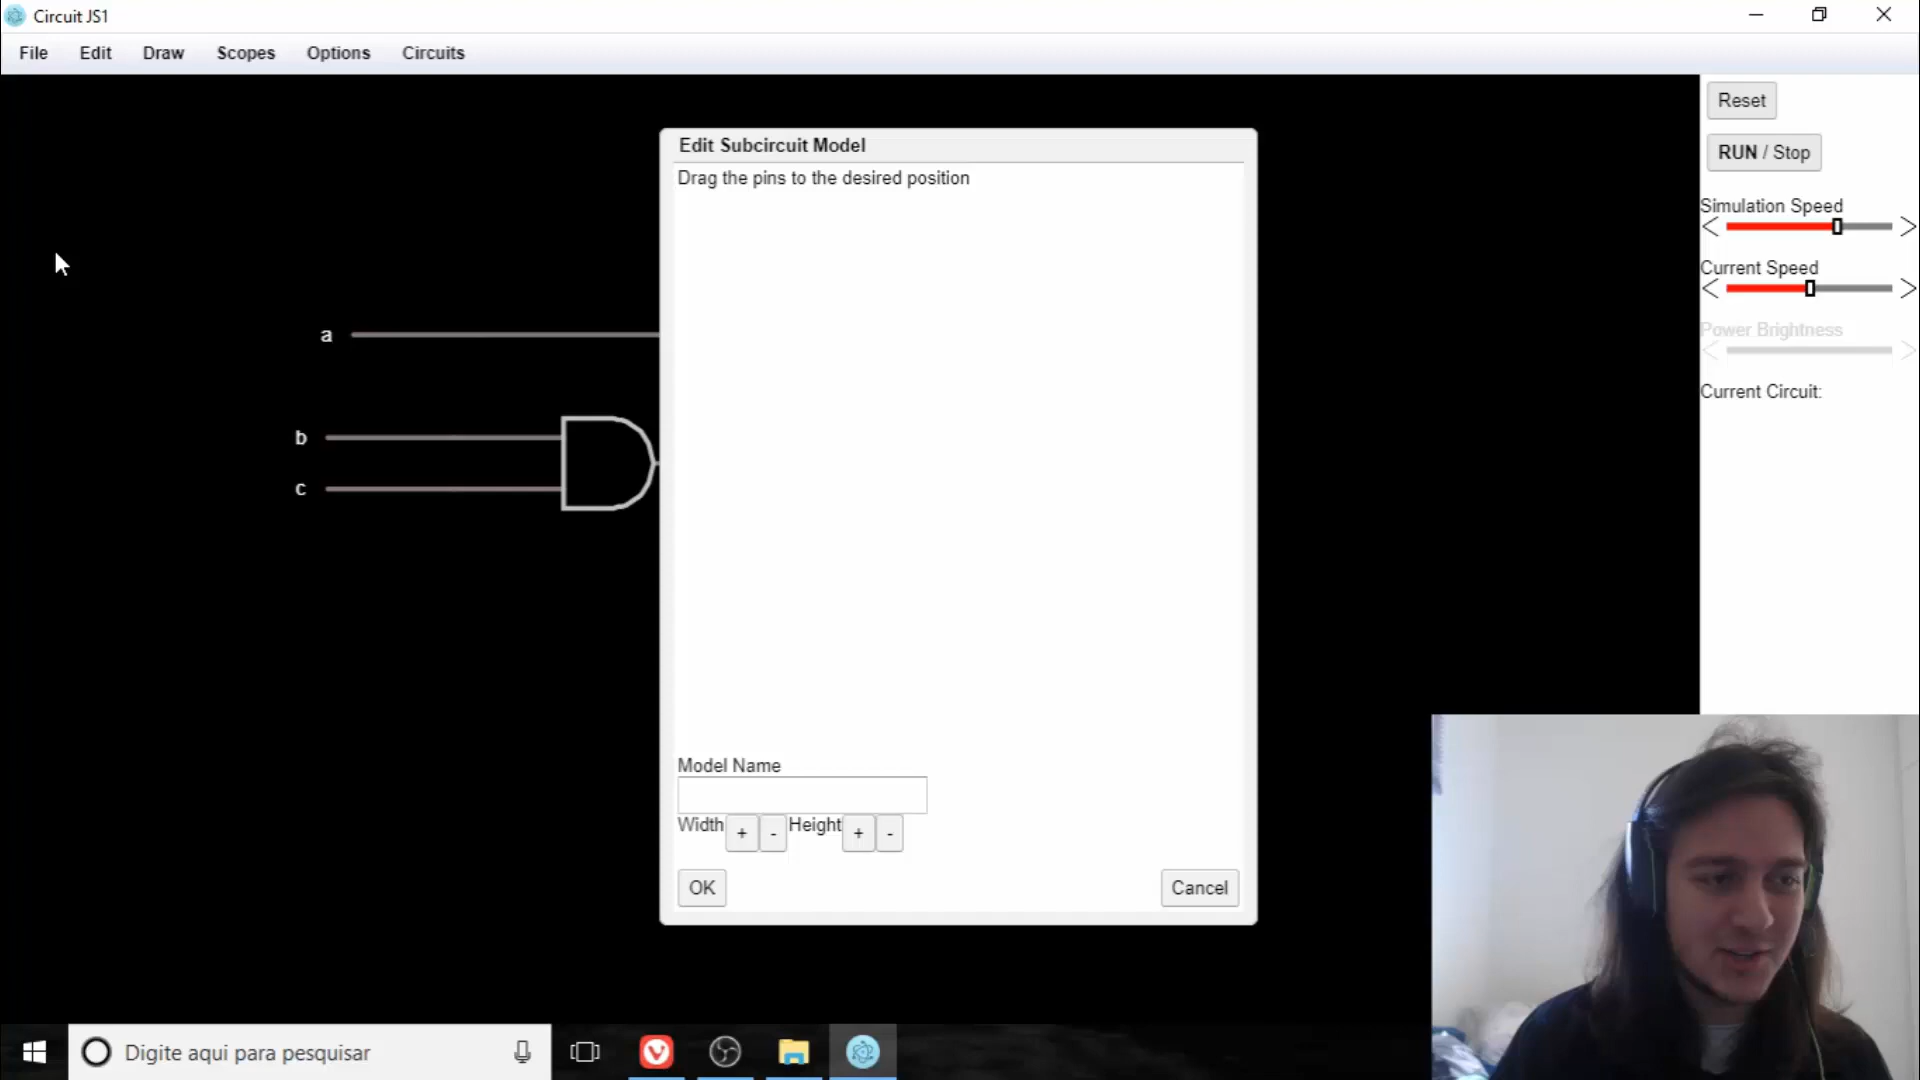 Circuit JS1
File Edit Draw Scopes Options Circuits
Reset
RUN / Stop
Simulation Speed
Current Speed
Power Brightness
Current Circuit:
Edit Subcircuit Model
Drag the pins to the desired position
a
b
c
Model Name
Width + - Height + -
OK Cancel
Digite aqui para pesquisar